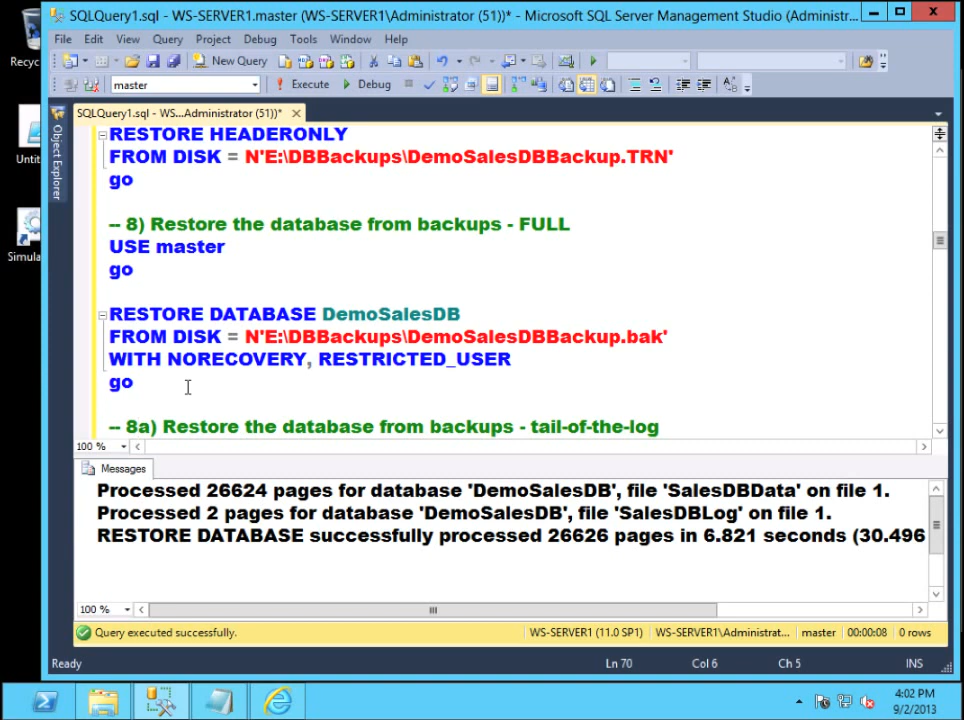 WS-SERVER1
SQLQuery1.sql - WS-SERVER1.master (WS-SERVER1\Administrator (51))* - Microsoft SQL Server Management Studio (Administr...
Recyc
File Edit View Query Project Debug Tools Window Help
New Query
master Execute Debug
SQLQuery1.sql - WS...Administrator (51))*
Object Explorer
Unti
Simula
RESTORE HEADERONLY
FROM DISK = N'E:\DBBackups\DemoSalesDBBackup.TRN'
go
-- 8) Restore the database from backups - FULL
USE master
go
RESTORE DATABASE DemoSalesDB
FROM DISK = N'E:\DBBackups\DemoSalesDBBackup.bak'
WITH NORECOVERY, RESTRICTED_USER
go
-- 8a) Restore the database from backups - tail-of-the-log
100 %
Messages
Processed 26624 pages for database 'DemoSalesDB', file 'SalesDBData' on file 1.
Processed 2 pages for database 'DemoSalesDB', file 'SalesDBLog' on file 1.
RESTORE DATABASE successfully processed 26626 pages in 6.821 seconds (30.496
100 %
Query executed successfully. WS-SERVER1 (11.0 SP1) WS-SERVER1\Administrat... master 00:00:08 0 rows
Ready Ln 70 Col 6 Ch 5 INS
4:02 PM
9/2/2013